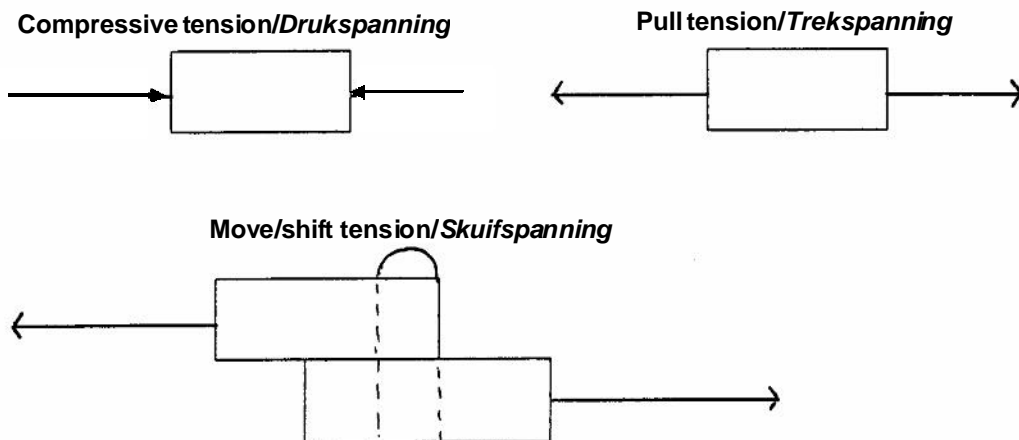 Compressive tension/Drukspanning
Pull tension/Trekspanning
Move/shift tension/Skuifspanning